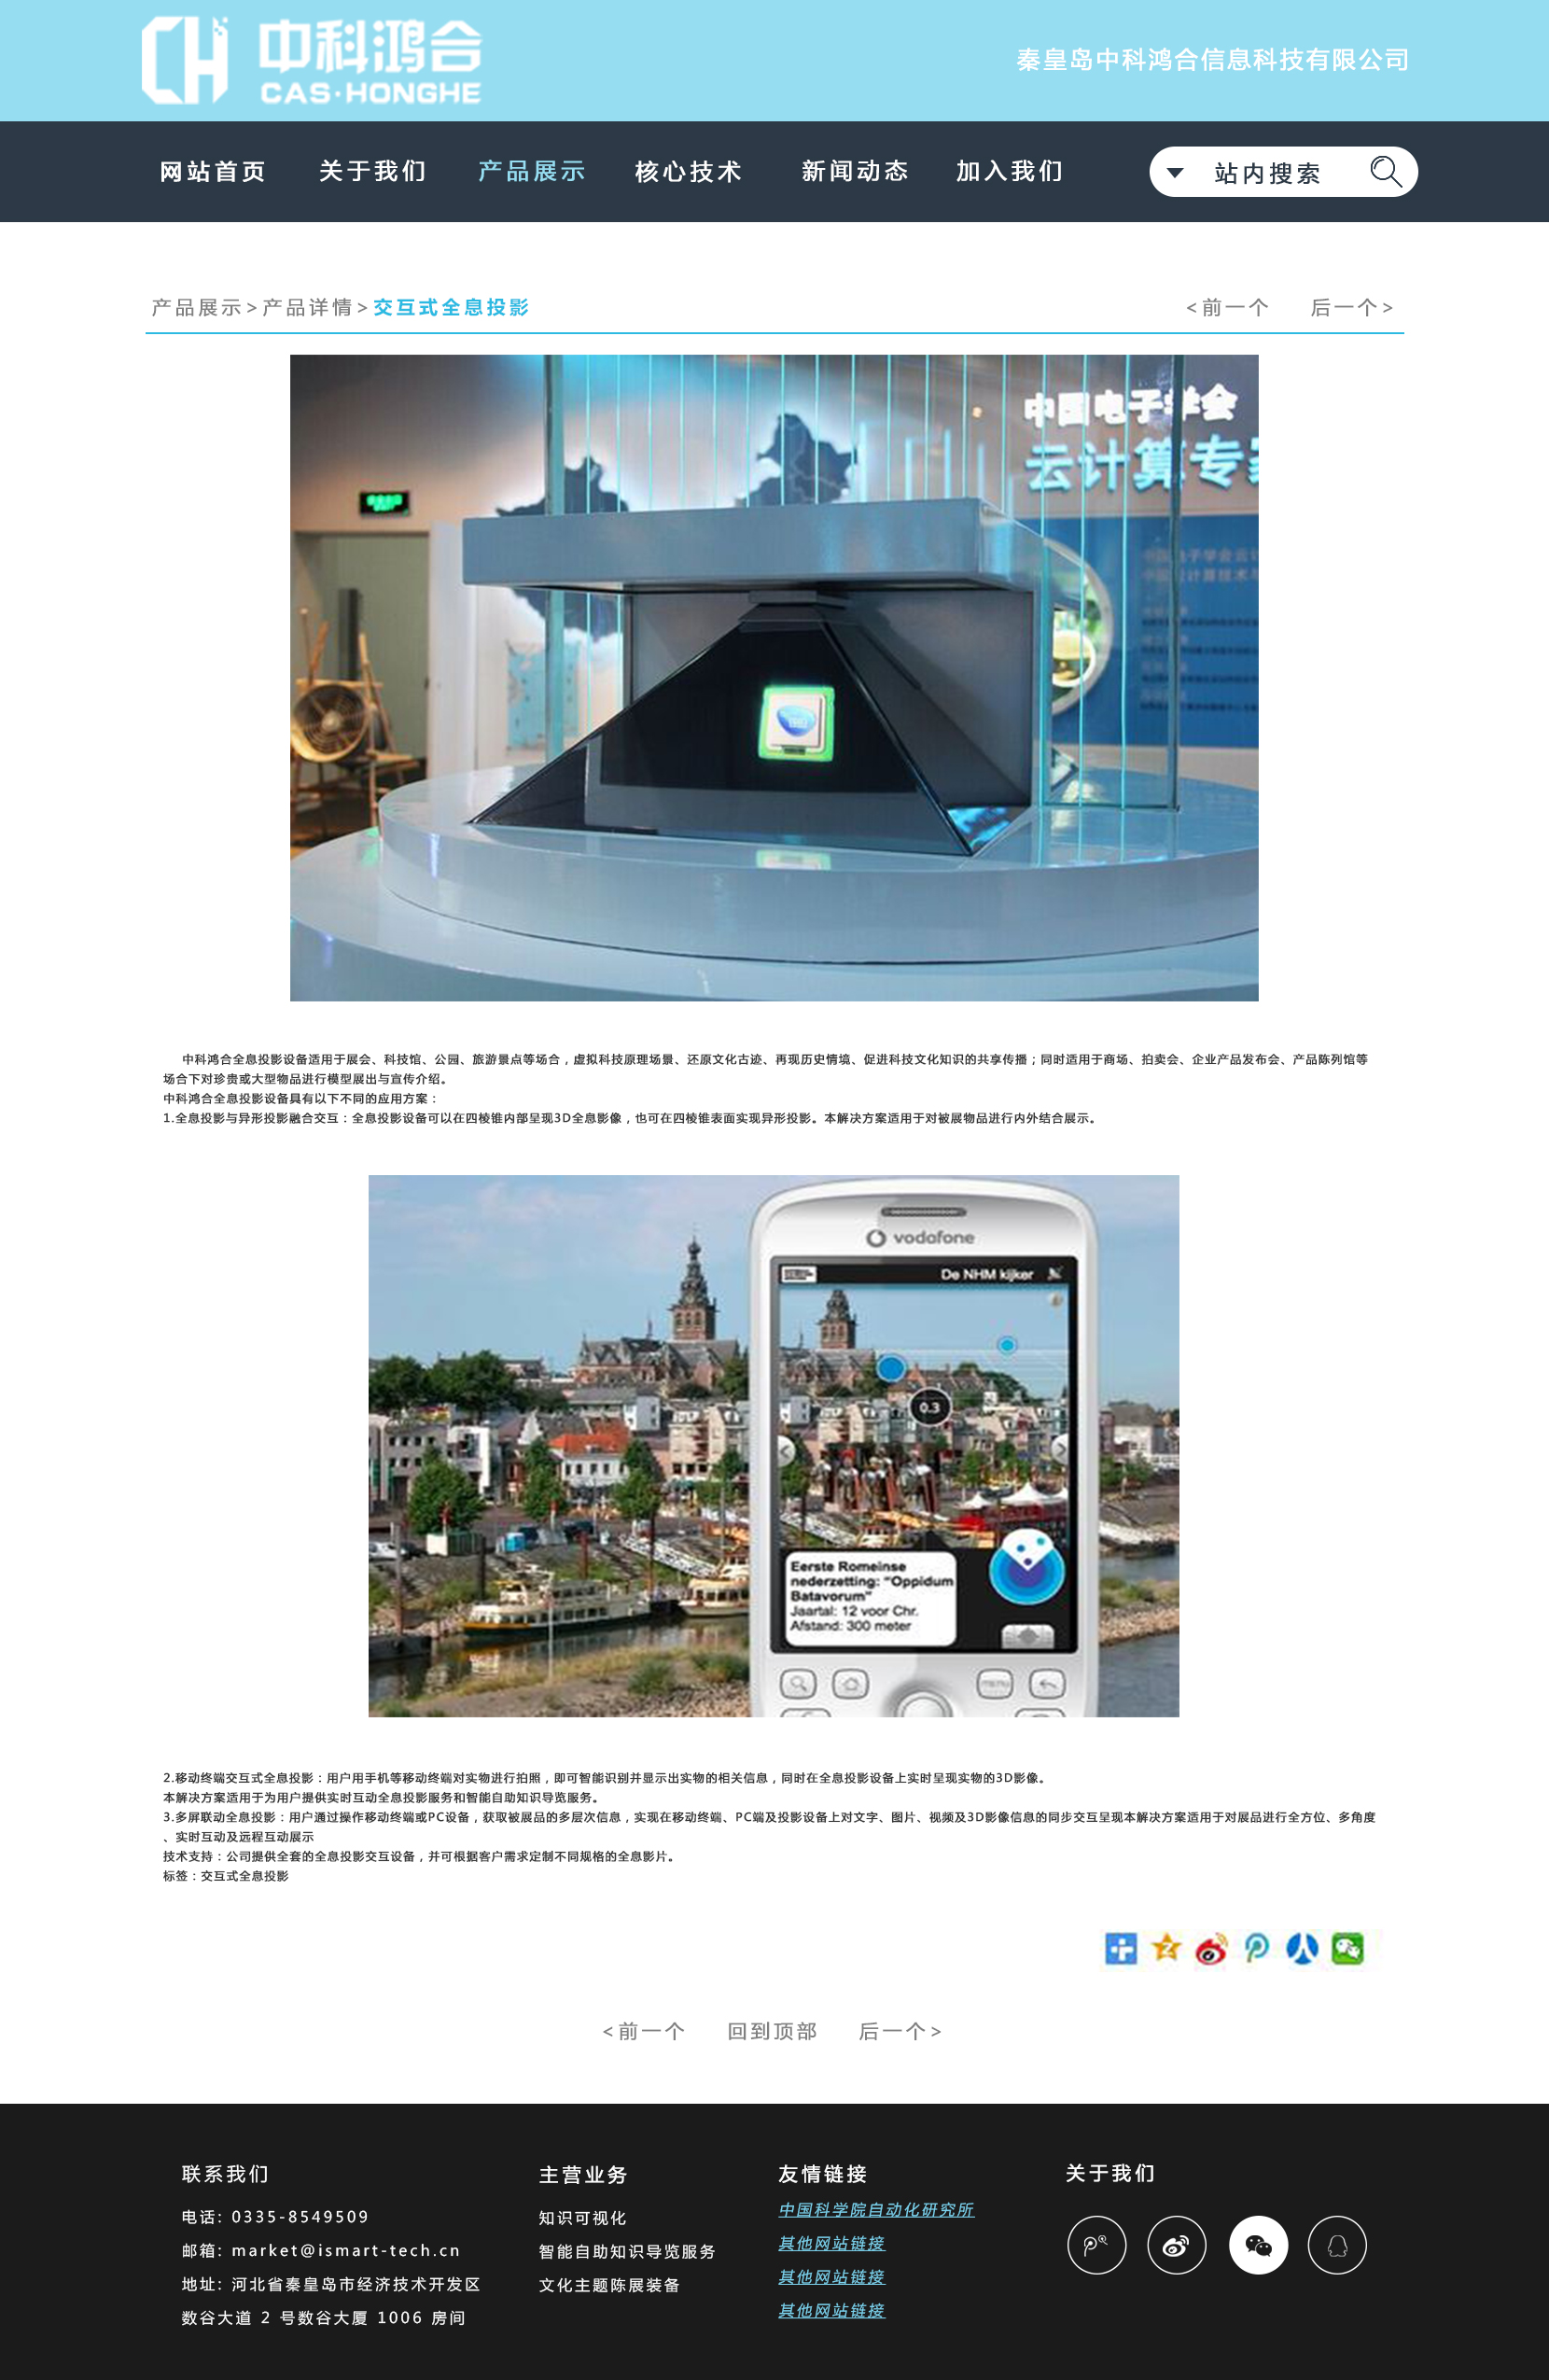 中科鸿合
CAS·HONGHE
秦皇岛中科鸿合信息科技有限公司
网站首页 关于我们 产品展示 核心技术 新闻动态 加入我们 站内搜索
产品展示>产品详情>交互式全息投影 <前一个 后一个>
中国电子学会
云计算专家
中科鸿合全息投影设备适用于展会、科技馆、公园、旅游景点等场合，虚拟科技原理场景、还原文化古迹、再现历史情境、促进科技文化知识的共享传播；同时适用于商场、拍卖会、企业产品发布会、产品陈列馆等
场合下对珍贵或大型物品进行模型展出与宣传介绍。
中科鸿合全息投影设备具有以下不同的应用方案：
1.全息投影与异形投影融合交互：全息投影设备可以在四棱锥内部呈现3D全息影像，也可在四棱锥表面实现异形投影。本解决方案适用于对被展物品进行内外结合展示。
vodafone
De NHM kijker
0.3
Eerste Romeinse
nederzetting: “Oppidum
Batavorum”
Jaartal: 12 voor Chr.
Afstand: 300 meter
MENU
2.移动终端交互式全息投影：用户用手机等移动终端对实物进行拍照，即可智能识别并显示出实物的相关信息，同时在全息投影设备上实时呈现实物的3D影像。
本解决方案适用于为用户提供实时互动全息投影服务和智能自助知识导览服务。
3.多屏联动全息投影：用户通过操作移动终端或PC设备，获取被展品的多层次信息，实现在移动终端、PC端及投影设备上对文字、图片、视频及3D影像信息的同步交互呈现本解决方案适用于对展品进行全方位、多角度
、实时互动及远程互动展示
技术支持：公司提供全套的全息投影交互设备，并可根据客户需求定制不同规格的全息影片。
标签：交互式全息投影
<前一个 回到顶部 后一个>
联系我们
电话: 0335-8549509
邮箱: market@ismart-tech.cn
地址: 河北省秦皇岛市经济技术开发区
数谷大道 2 号数谷大厦 1006 房间
主营业务
知识可视化
智能自助知识导览服务
文化主题陈展装备
友情链接
中国科学院自动化研究所
其他网站链接
其他网站链接
其他网站链接
关于我们